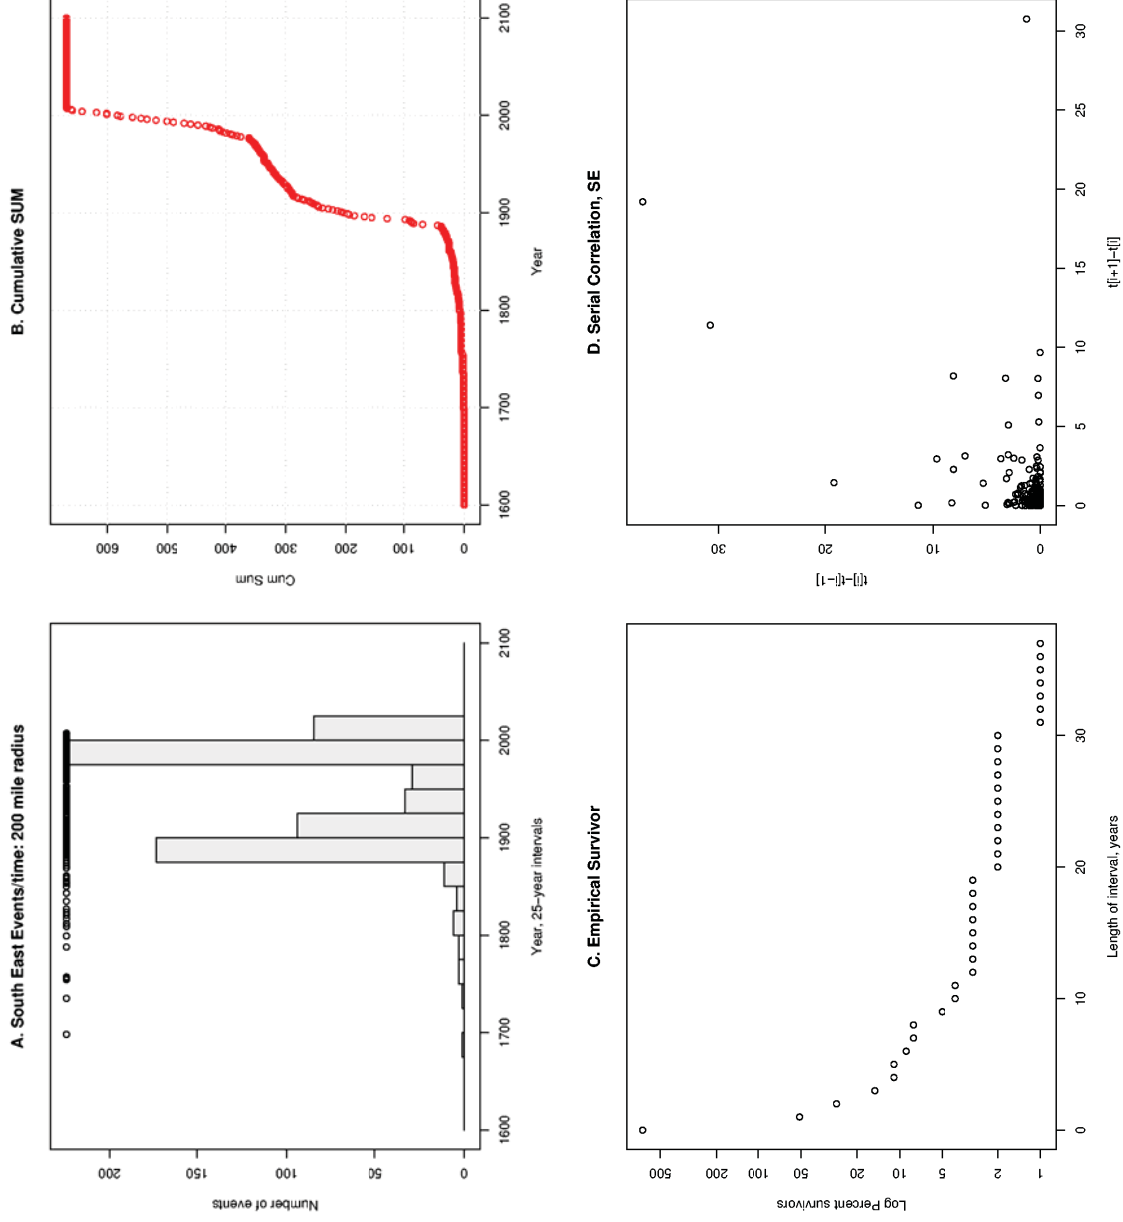 A. South East Events/time: 200 mile radius
Number of events
0 50 100 150 200
1600 1700 1800 1900 2000 2100
Year, 25−year intervals
B. Cumulative SUM
Cum Sum
0 100 200 300 400 500 600
1600 1700 1800 1900 2000 2100
Year
C. Empirical Survivor
Log Percent survivors
1 2 5 10 20 50 100 200 500
0 10 20 30
Length of interval, years
D. Serial Correlation, SE
t[i]−t[i−1]
0 10 20 30
0 5 10 15 20 25 30
t[i+1]−t[i]